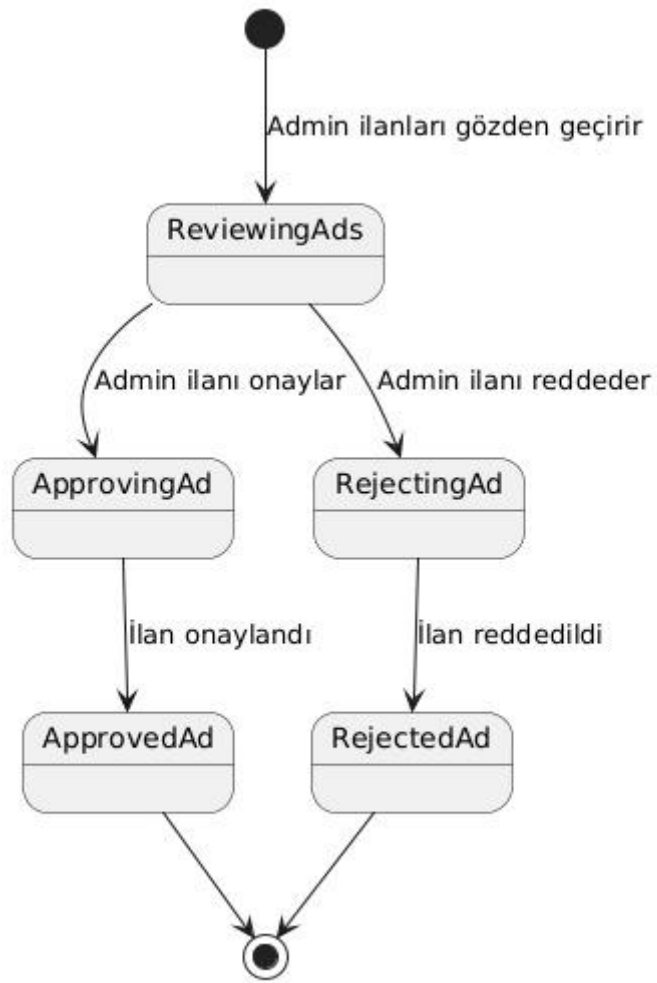 Admin ilanları gözden geçirir
ReviewingAds
Admin ilanı onaylar
Admin ilanı reddeder
ApprovingAd
RejectingAd
İlan onaylandı
İlan reddedildi
ApprovedAd
RejectedAd